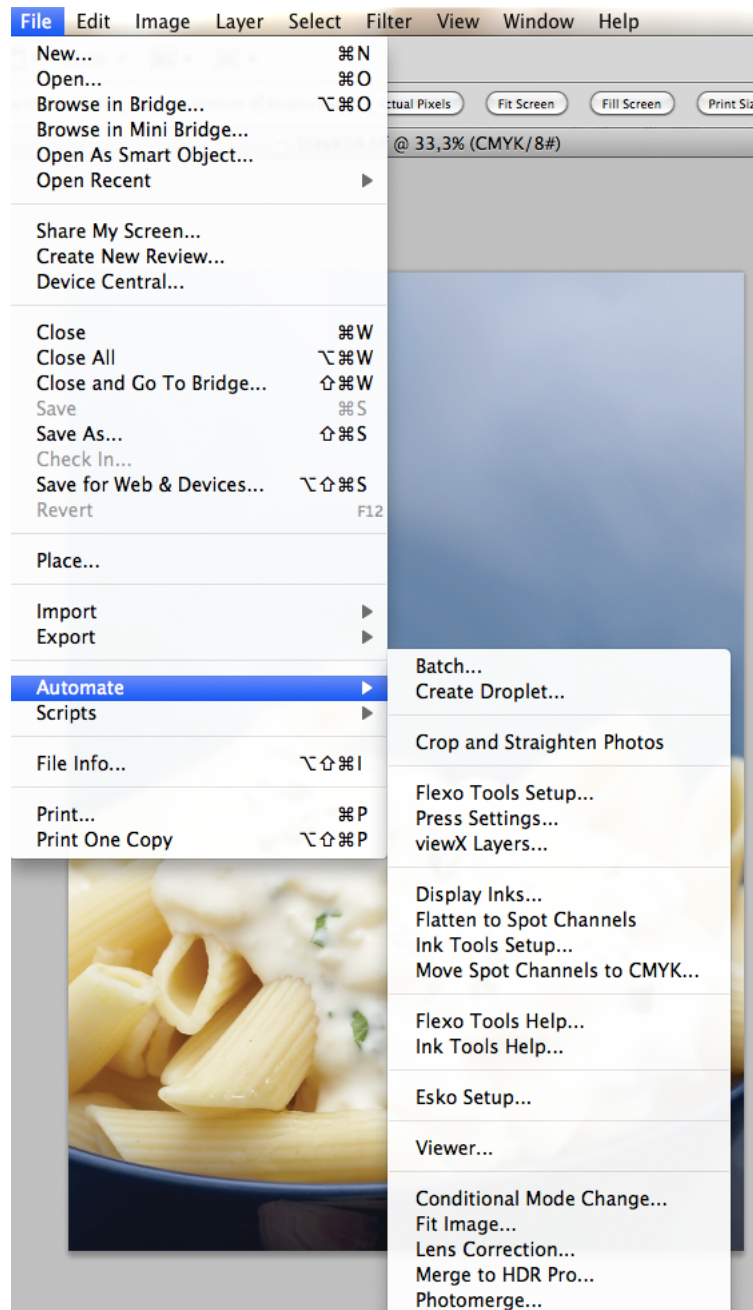 File Edit Image Layer Select Filter View Window Help
New... ⌘N
Open... ⌘O
Browse in Bridge... ⌥⌘O
Browse in Mini Bridge...
Open As Smart Object...
Open Recent ▶
Share My Screen...
Create New Review...
Device Central...
Close ⌘W
Close All ⌥⌘W
Close and Go To Bridge... ⇧⌘W
Save ⌘S
Save As... ⇧⌘S
Check In...
Save for Web & Devices... ⌥⇧⌘S
Revert F12
Place...
Import ▶
Export ▶
Automate ▶
Scripts ▶
File Info... ⌥⇧⌘I
Print... ⌘P
Print One Copy ⌥⇧⌘P
ctual Pixels Fit Screen Fill Screen Print Siz
@ 33,3% (CMYK/8#)
Batch...
Create Droplet...
Crop and Straighten Photos
Flexo Tools Setup...
Press Settings...
viewX Layers...
Display Inks...
Flatten to Spot Channels
Ink Tools Setup...
Move Spot Channels to CMYK...
Flexo Tools Help...
Ink Tools Help...
Esko Setup...
Viewer...
Conditional Mode Change...
Fit Image...
Lens Correction...
Merge to HDR Pro...
Photomerge...